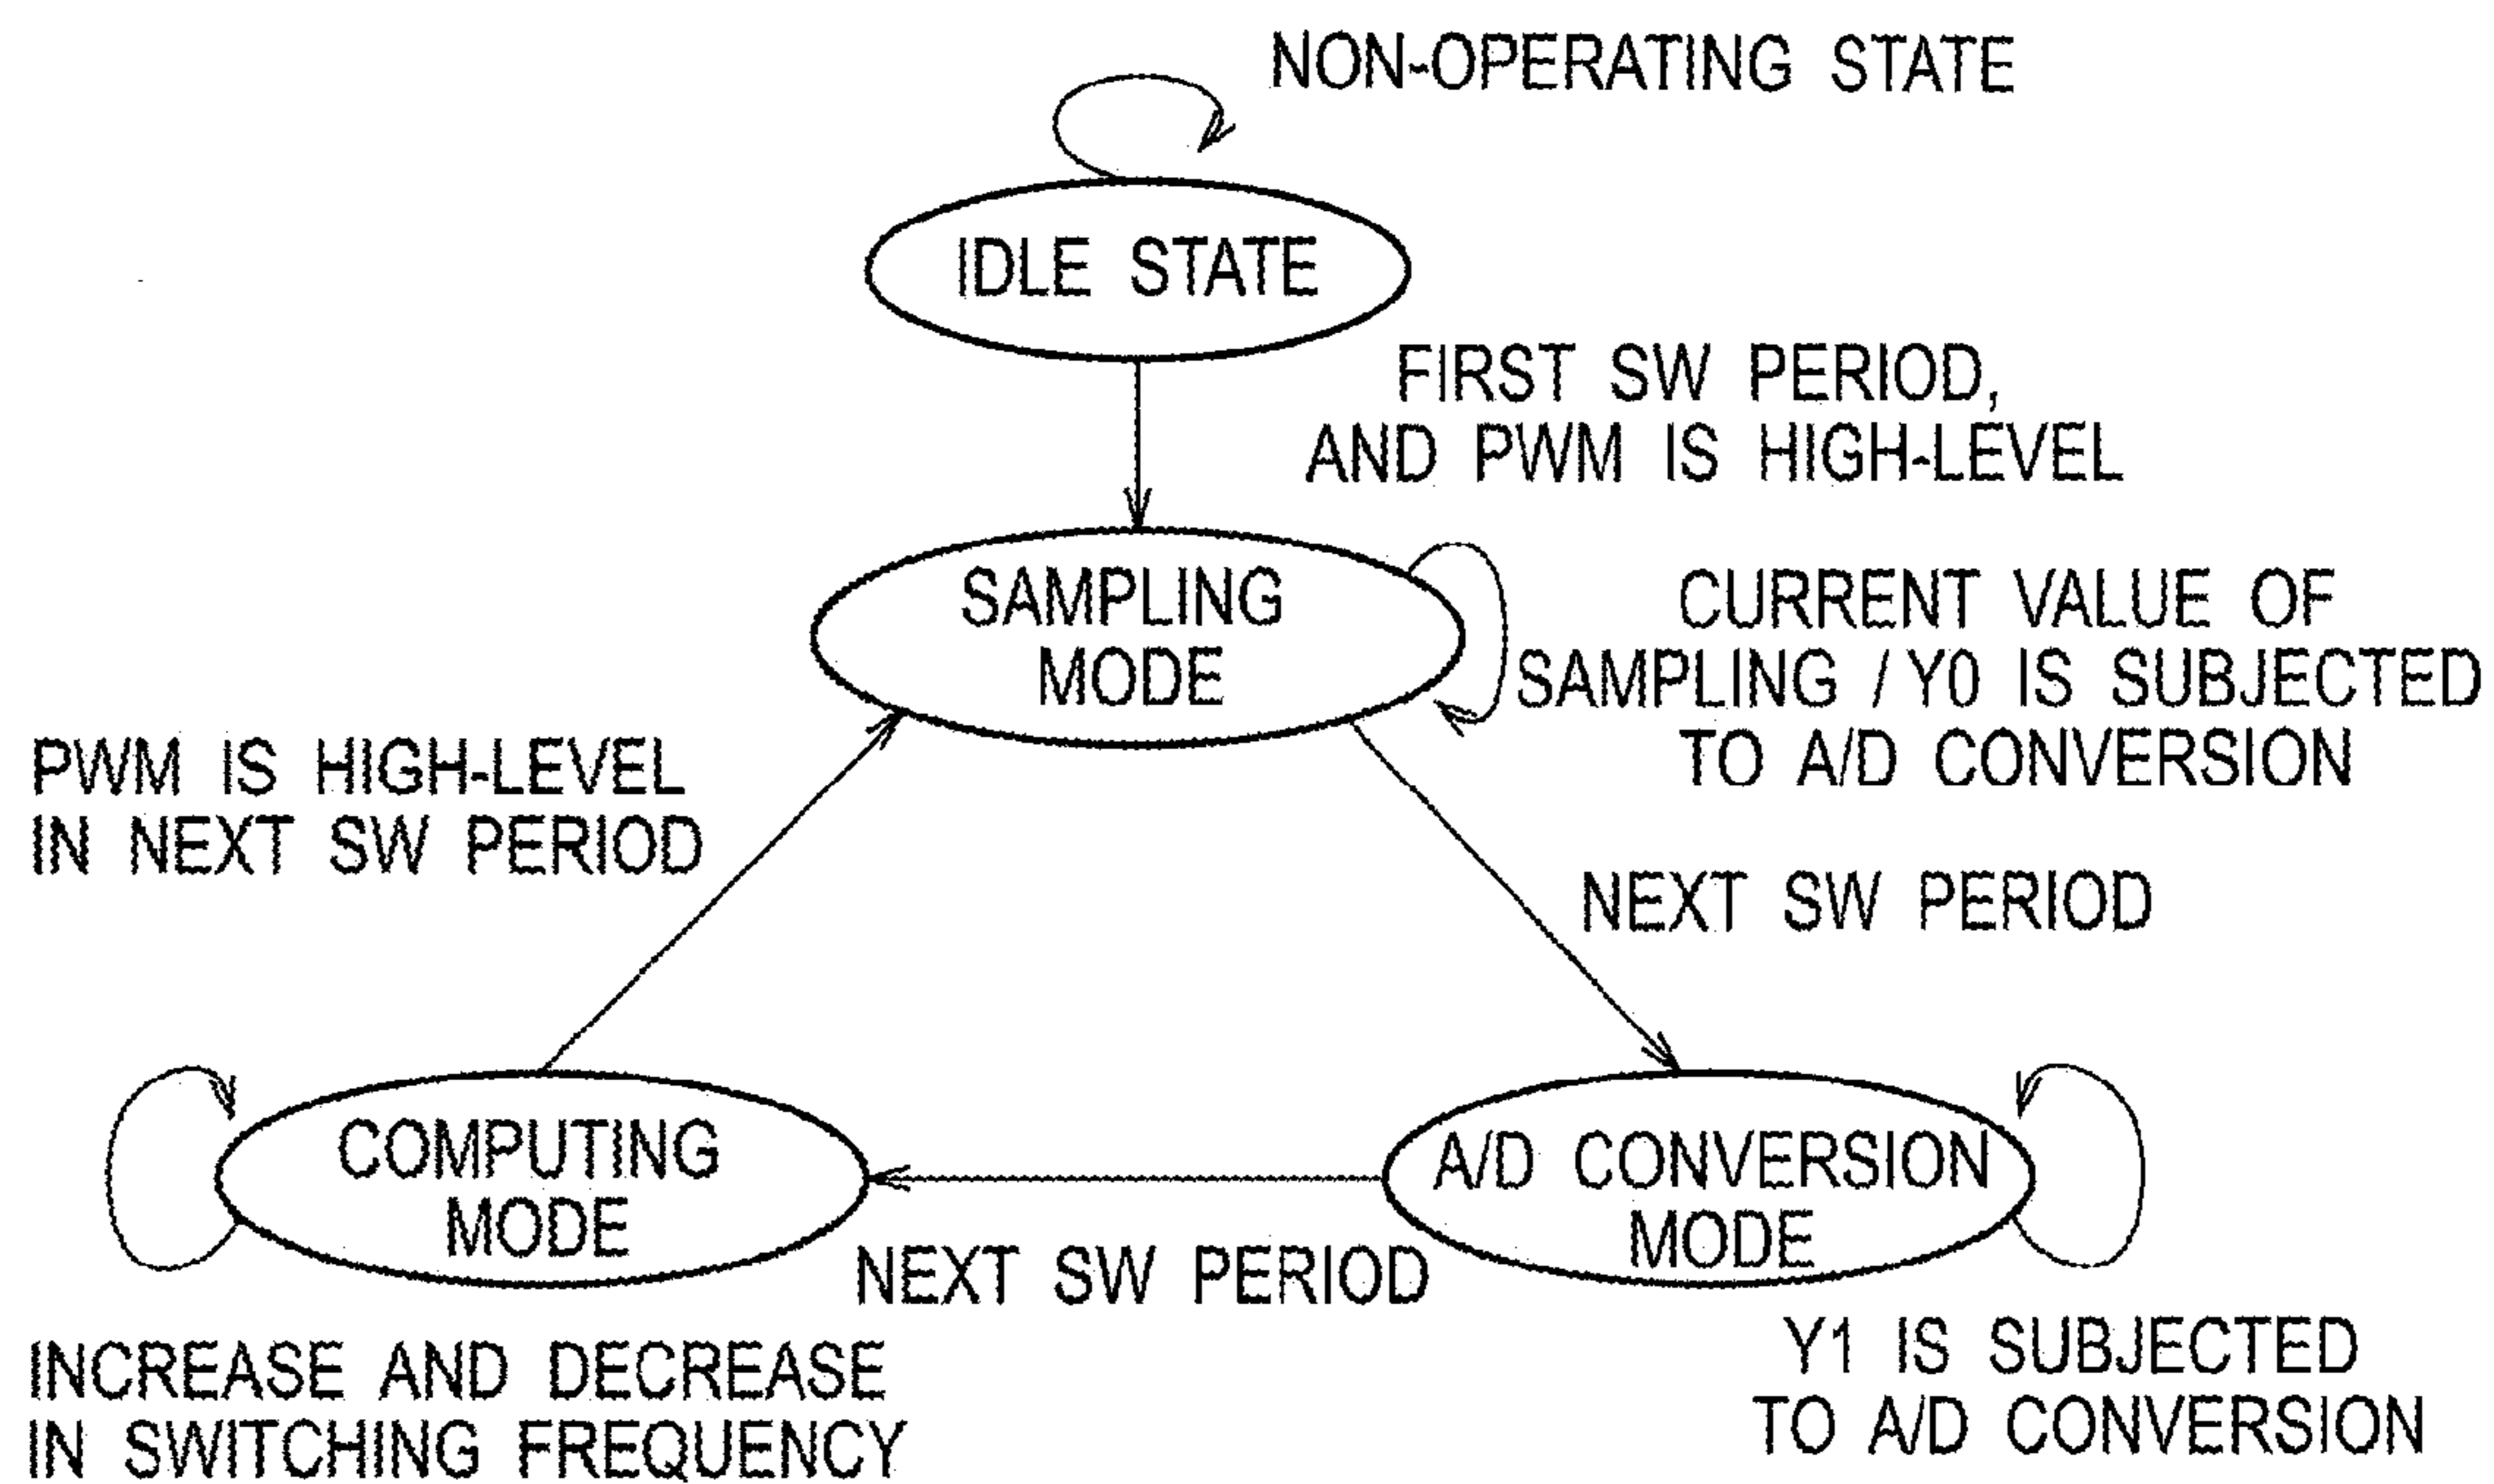 NON-OPERATING STATE
IDLE STATE
FIRST SW PERIOD,
AND PWM IS HIGH-LEVEL
SAMPLING
MODE
CURRENT VALUE OF
SAMPLING / Y0 IS SUBJECTED
TO A/D CONVERSION
PWM IS HIGH-LEVEL
IN NEXT SW PERIOD
NEXT SW PERIOD
COMPUTING
MODE
A/D CONVERSION
MODE
NEXT SW PERIOD
INCREASE AND DECREASE
IN SWITCHING FREQUENCY
Y1 IS SUBJECTED
TO A/D CONVERSION